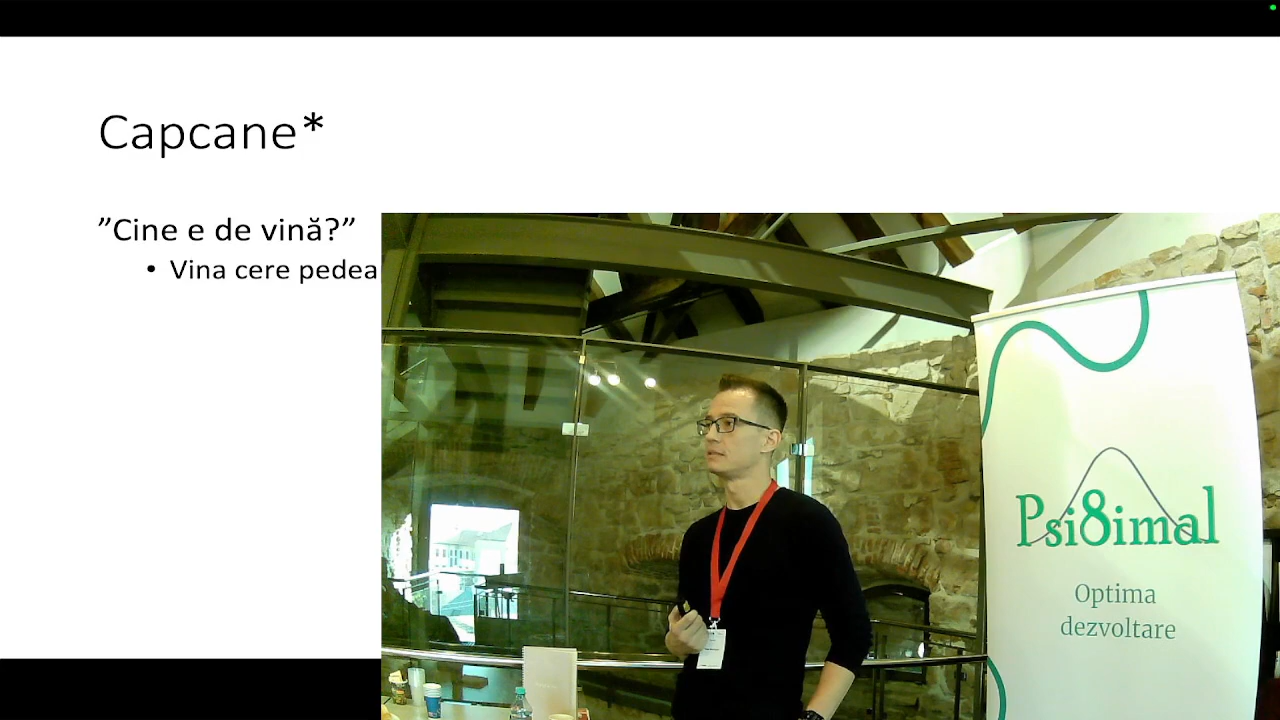 Capcane*
”Cine e de vină?”
• Vina cere pedea
Psi8imal
Optima
dezvoltare